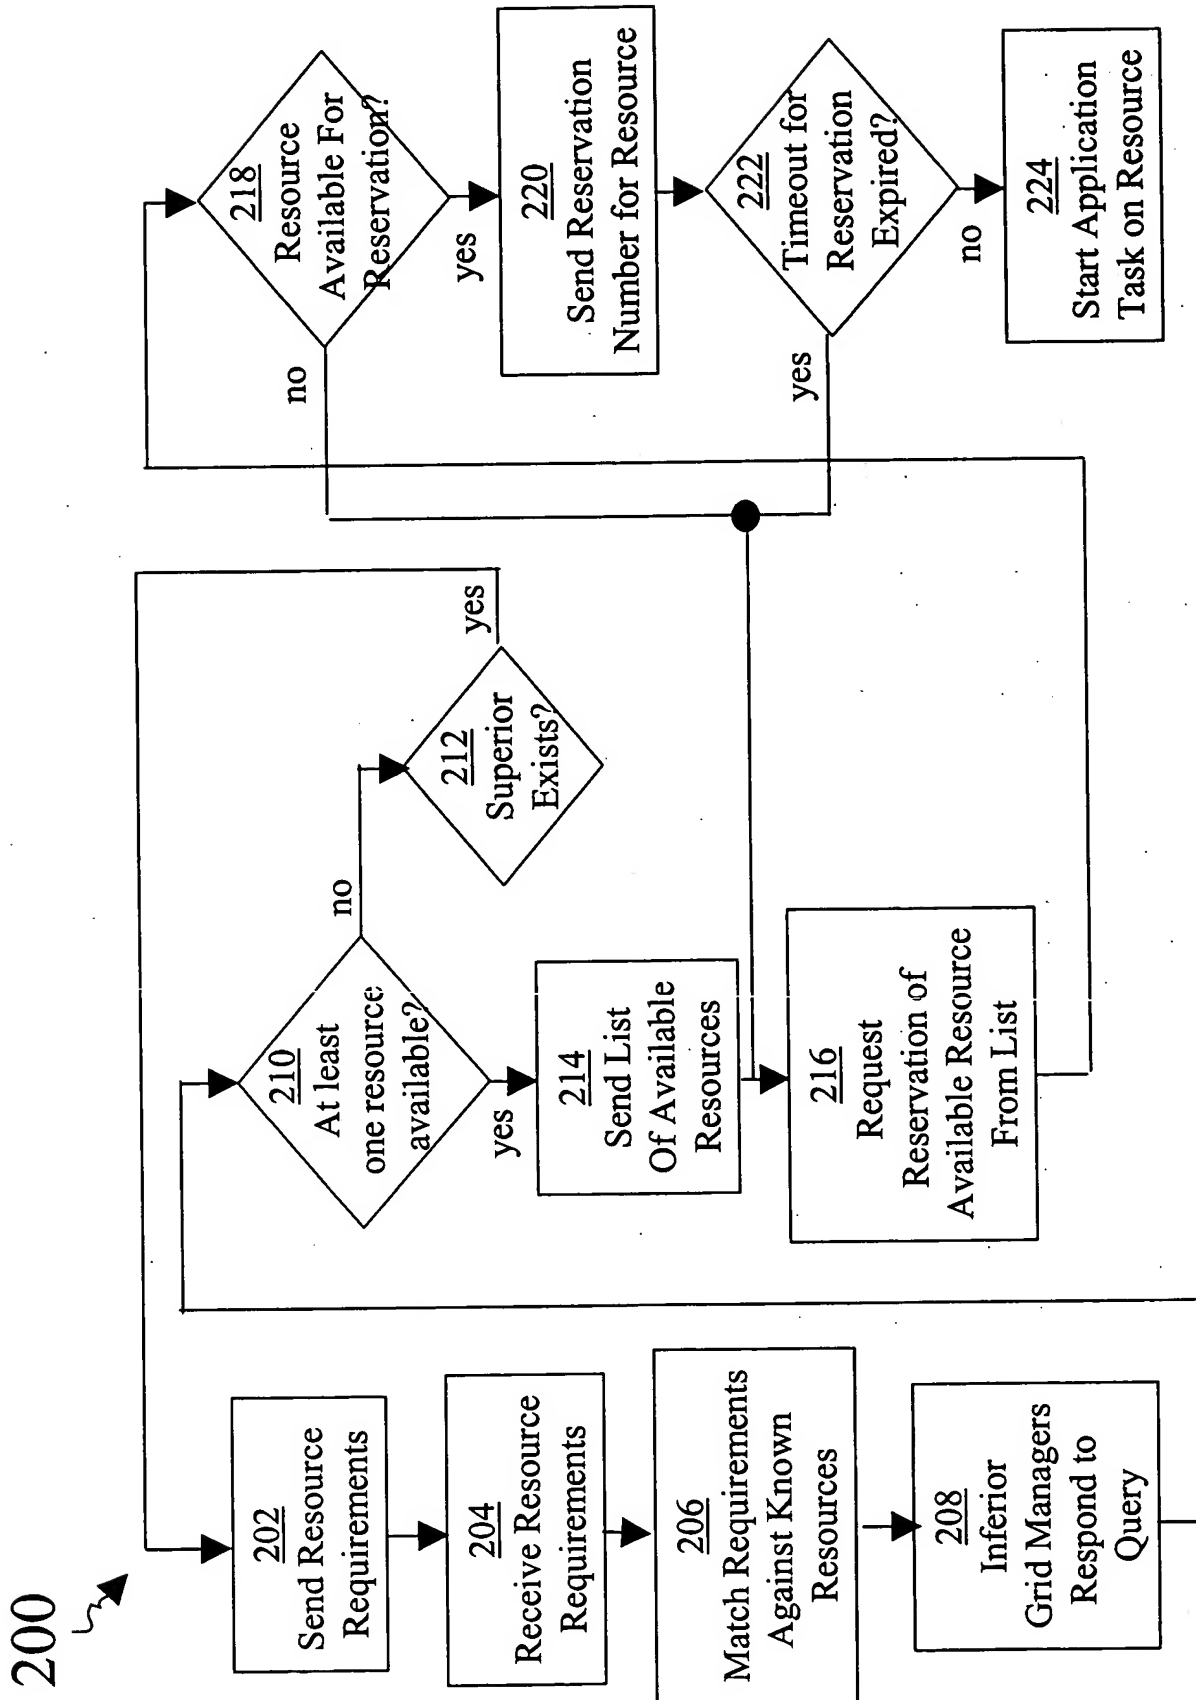 200
202
Send Resource
Requirements
204
Receive Resource
Requirements
206
Match Requirements
Against Known
Resources
208
Inferior
Grid Managers
Respond to
Query
210
At least
one resource
available?
no
yes
212
Superior
Exists?
yes
214
Send List
Of Available
Resources
216
Request
Reservation of
Available Resource
From List
218
Resource
Available For
Reservation?
no
yes
220
Send Reservation
Number for Resource
222
Timeout for
Reservation
Expired?
yes
no
224
Start Application
Task on Resource